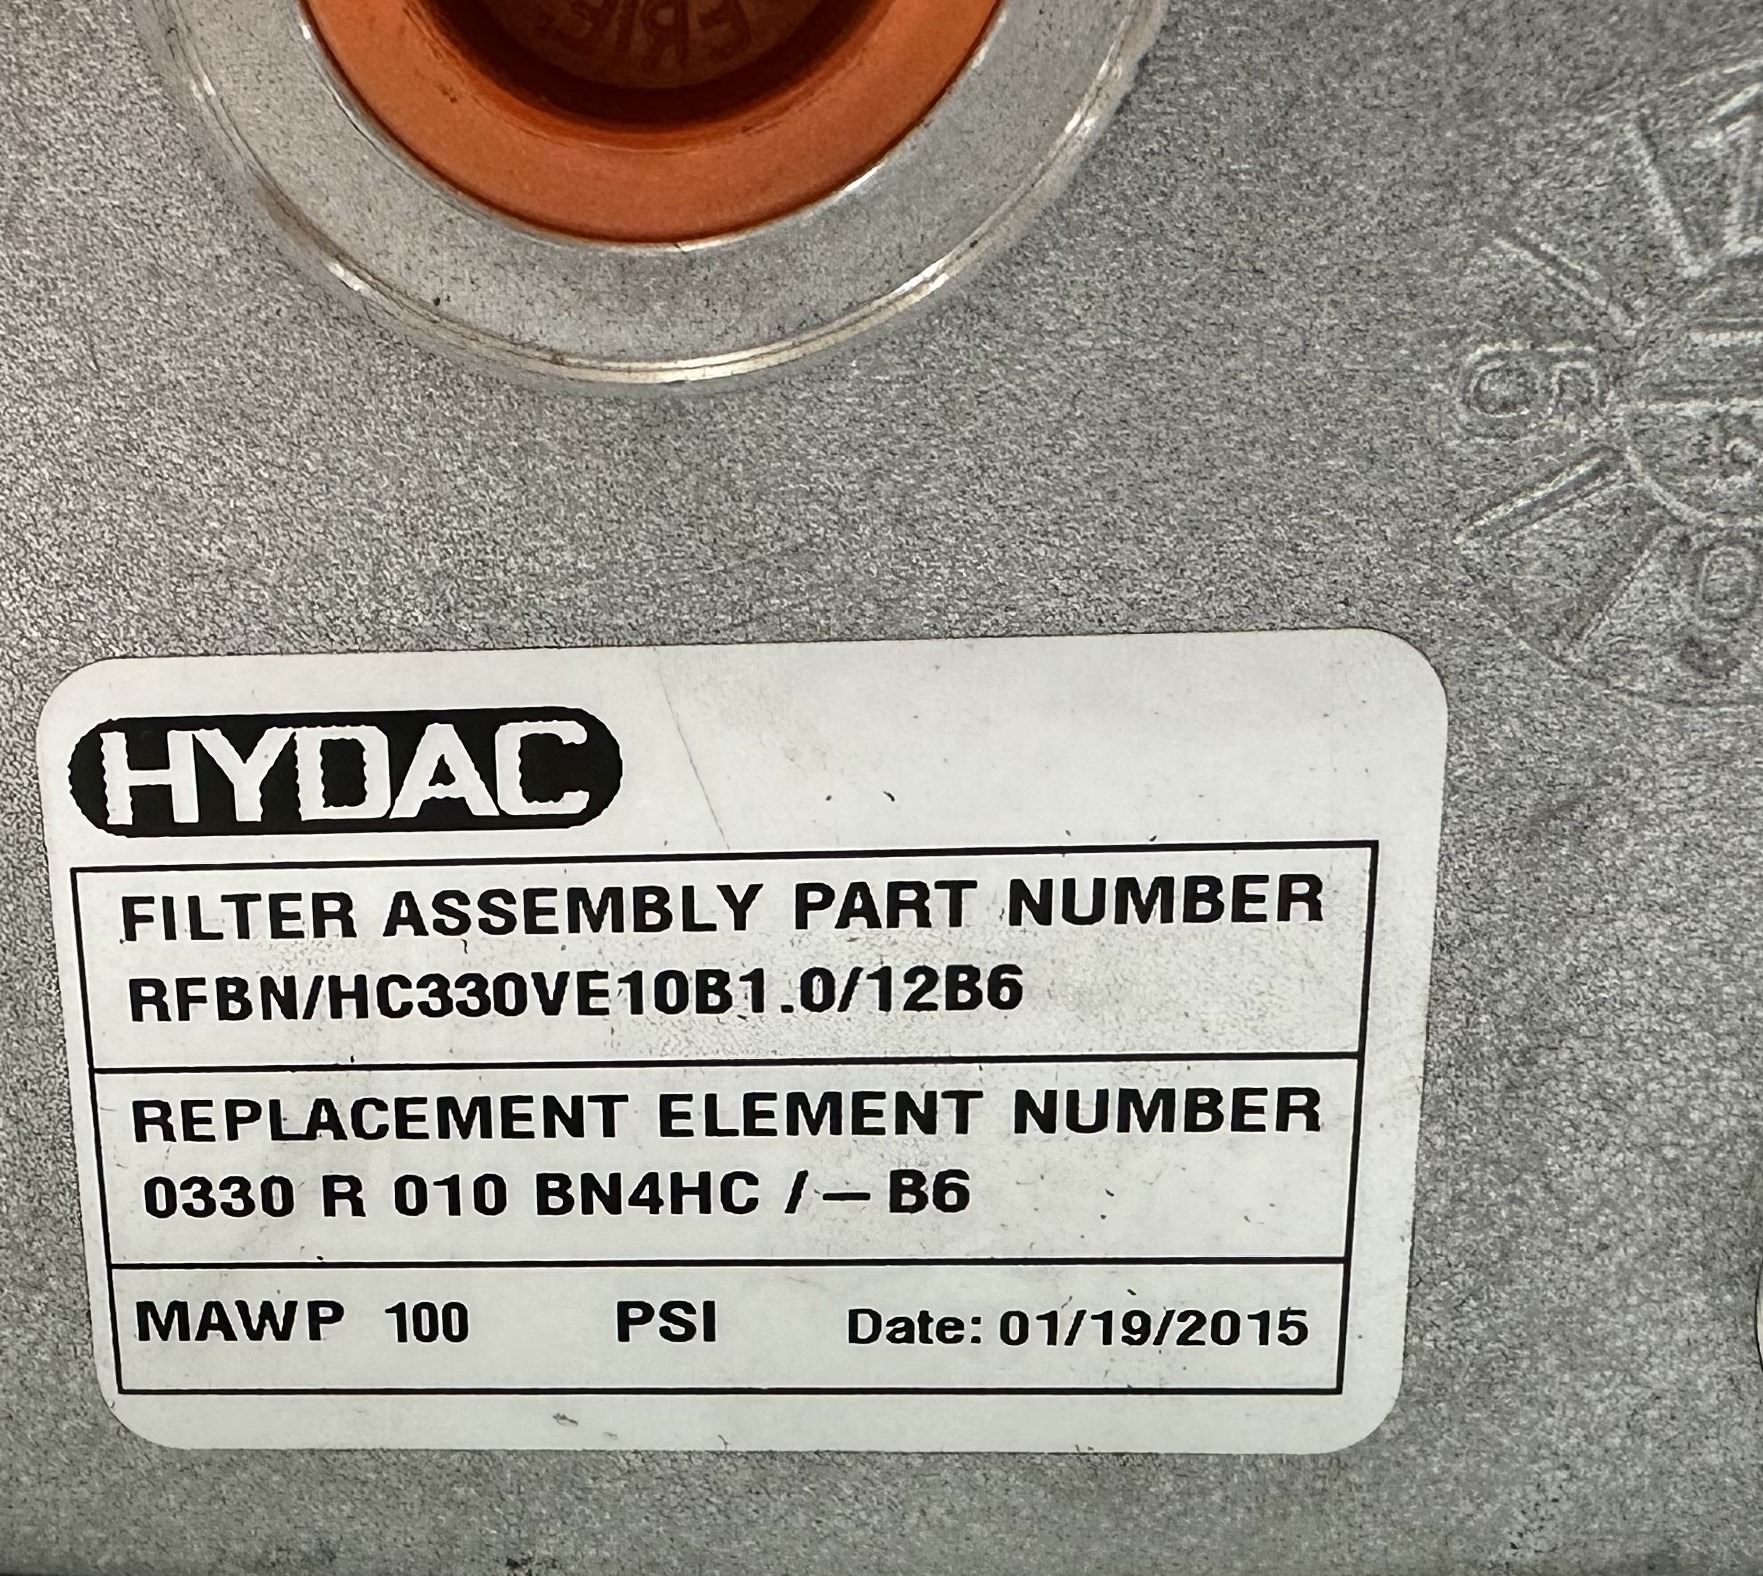 HYDAC
FILTER ASSEMBLY PART NUMBER
RFBN/HC330VE10B1.0/12B6
REPLACEMENT ELEMENT NUMBER
0330 R 010 BN4HC /— B6
MAWP 100 PSI Date: 01/19/2015